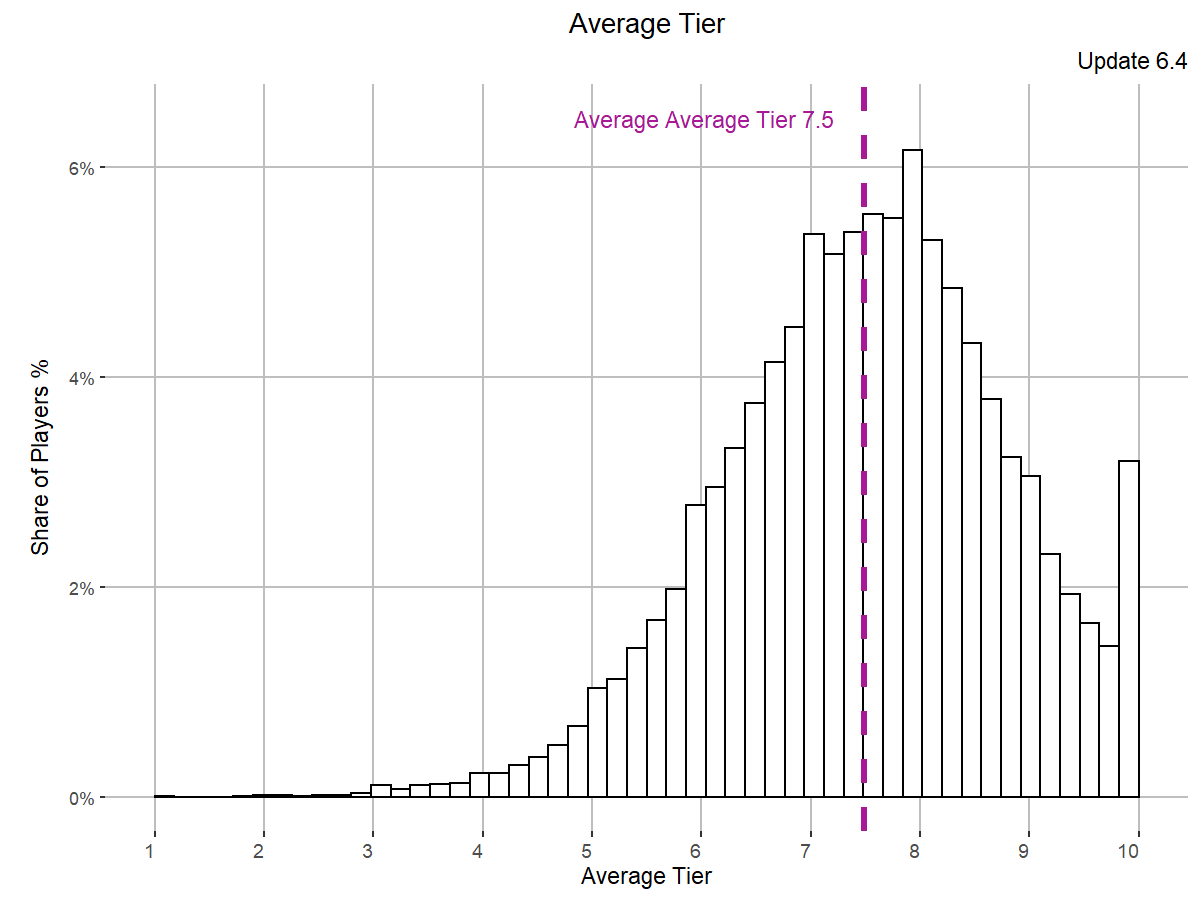 Average Tier
Update 6.4
Average Average Tier 7.5
6%
4%
2%
0%
Share of Players %
1 2 3 4 5 6 7 8 9 10
Average Tier